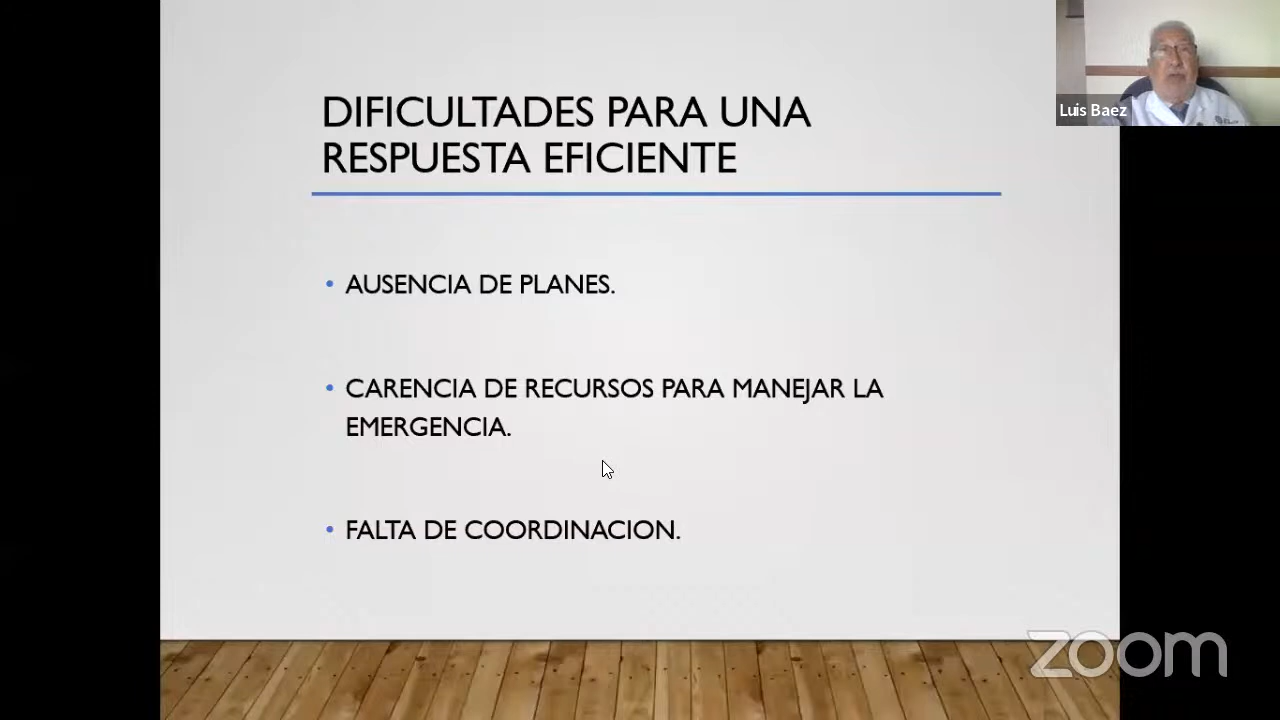 DIFICULTADES PARA UNA
RESPUESTA EFICIENTE
• AUSENCIA DE PLANES.
• CARENCIA DE RECURSOS PARA MANEJAR LA
EMERGENCIA.
• FALTA DE COORDINACION.
Luis Baez
zoom